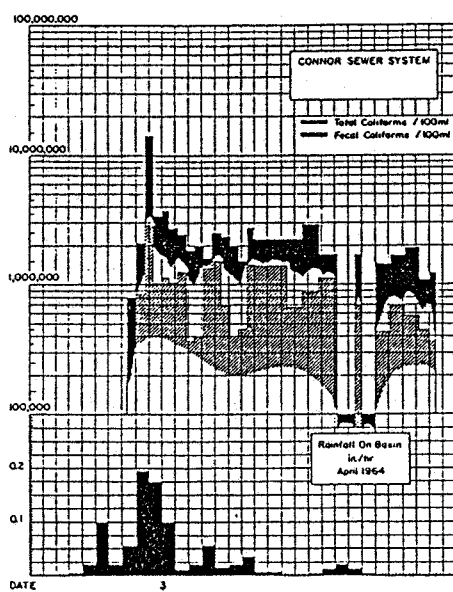 100,000,000
CONNOR SEWER SYSTEM
Total Coliforms /100ml
Fecal Coliforms /100ml
10,000,000
1,000,000
100,000
Rainfall On Basin
in/hr
April 1964
0.2
0.1
DATE 3